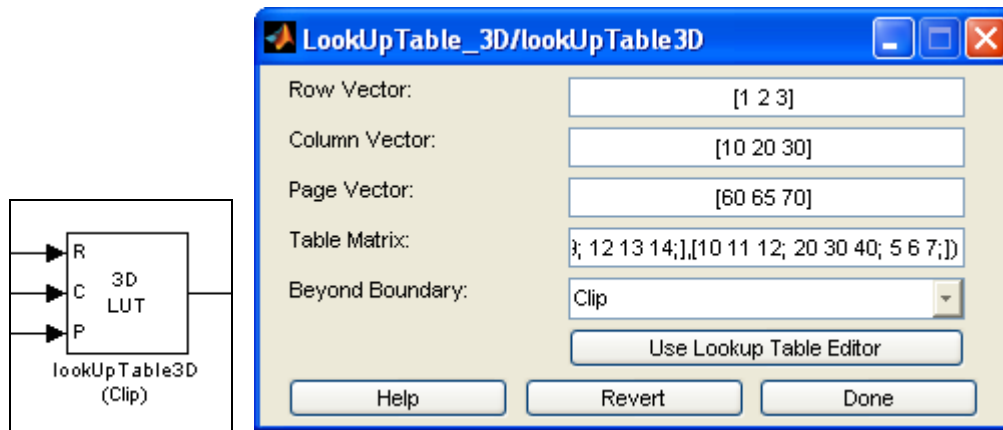 R
C
P
3D
LUT
lookUpTable3D
(Clip)
LookUpTable_3D/lookUpTable3D
Row Vector:
[1 2 3]
Column Vector:
[10 20 30]
Page Vector:
[60 65 70]
Table Matrix:
; 12 13 14;],[10 11 12; 20 30 40; 5 6 7;])
Beyond Boundary:
Clip
Use Lookup Table Editor
Help
Revert
Done